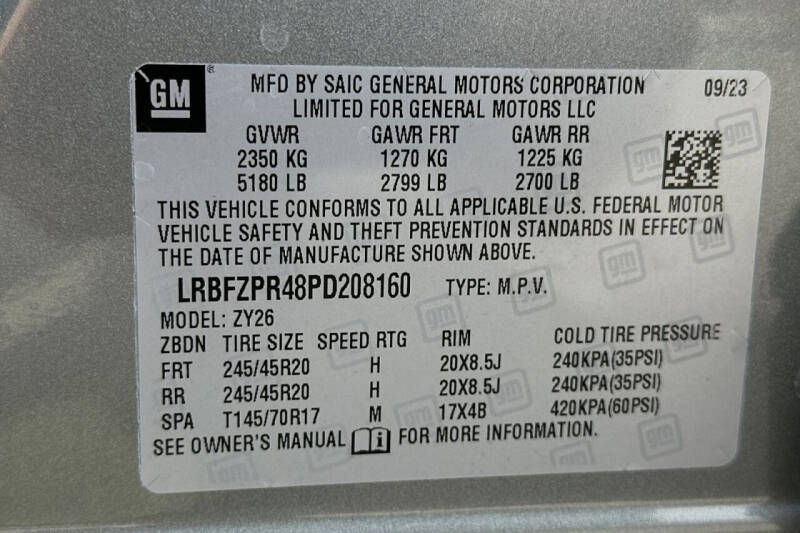 GM ® MFD BY SAIC GENERAL MOTORS CORPORATION 09/23
LIMITED FOR GENERAL MOTORS LLC
GVWR GAWR FRT GAWR RR
2350 KG 1270 KG 1225 KG
5180 LB 2799 LB 2700 LB
THIS VEHICLE CONFORMS TO ALL APPLICABLE U.S. FEDERAL MOTOR
VEHICLE SAFETY AND THEFT PREVENTION STANDARDS IN EFFECT ON
THE DATE OF MANUFACTURE SHOWN ABOVE.
LRBFZPR48PD208160 TYPE: M.P.V.
MODEL: ZY26
ZBDN TIRE SIZE SPEED RTG RIM COLD TIRE PRESSURE
FRT 245/45R20 H 20X8.5J 240KPA(35PSI)
RR 245/45R20 H 20X8.5J 240KPA(35PSI)
SPA T145/70R17 M 17X4B 420KPA(60PSI)
SEE OWNER'S MANUAL i FOR MORE INFORMATION.